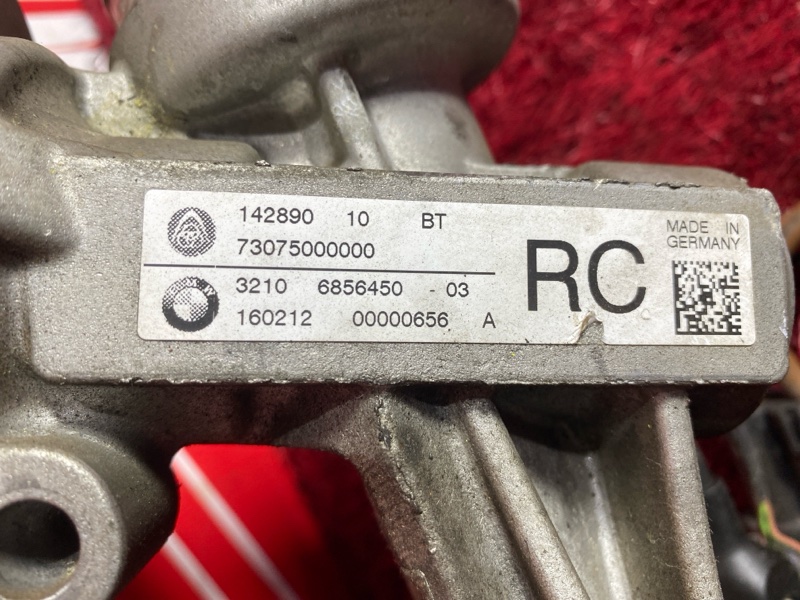 142890 10 BT
73075000000
3210 6856450 - 03
160212 00000656 A
RC
MADE IN
GERMANY